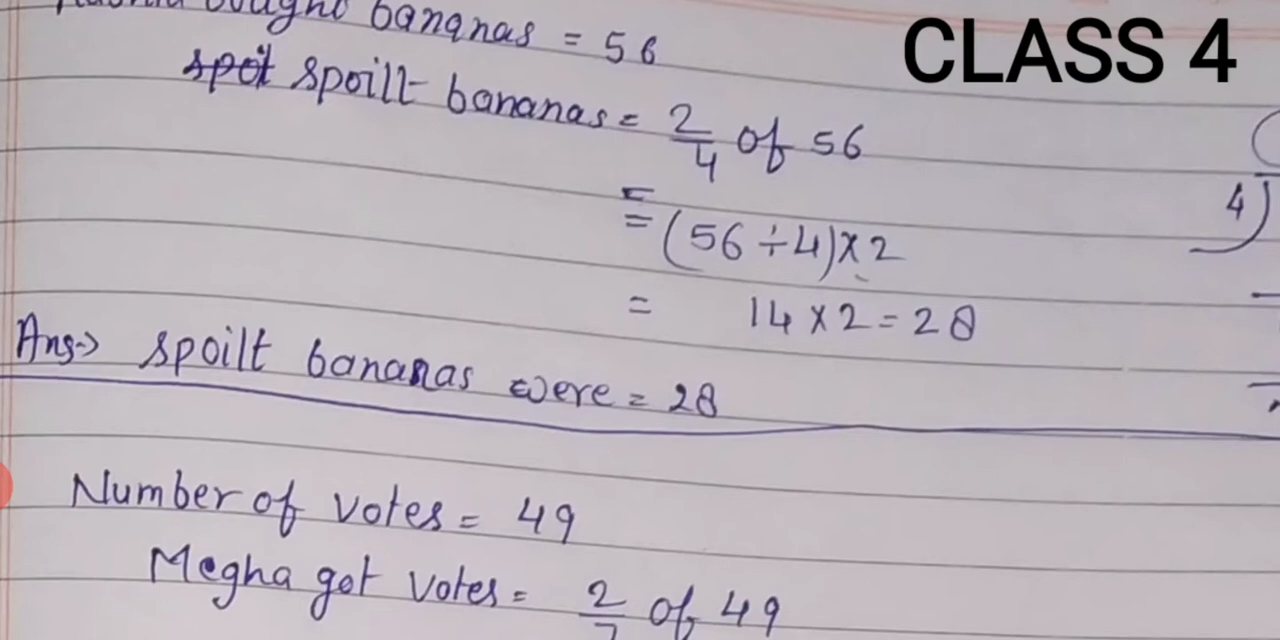 bought bananas = 56
CLASS 4
spoilt bananas = 2/4 of 56
= (56 ÷ 4) x 2
4)
= 14 x 2 = 28
Ans-> spoilt bananas were = 28
Number of votes = 49
Megha got votes = 2/7 of 49